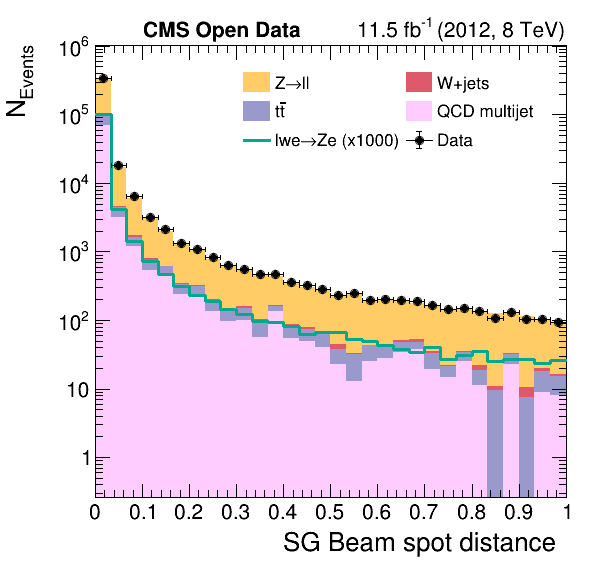 CMS Open Data 11.5 fb⁻¹ (2012, 8 TeV)
N_Events
10⁶
10⁵
10⁴
10³
10²
10
1
Z→ll W+jets
tt̄ QCD multijet
lwe→Ze (x1000) Data
0 0.1 0.2 0.3 0.4 0.5 0.6 0.7 0.8 0.9 1
SG Beam spot distance